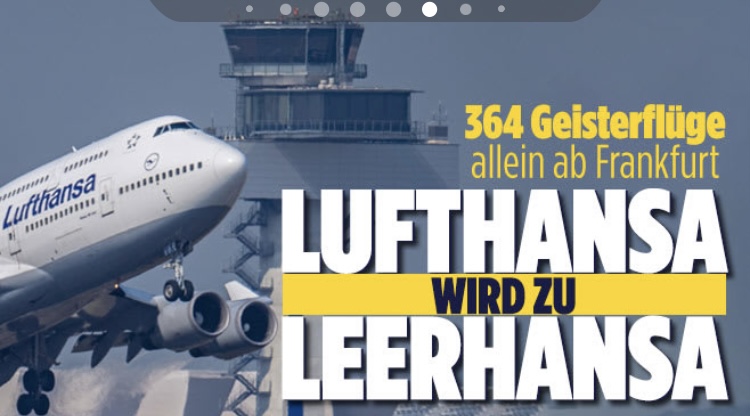 364 Geisterflüge
allein ab Frankfurt
Lufthansa
LUFTHANSA
WIRD ZU
LEERHANSA